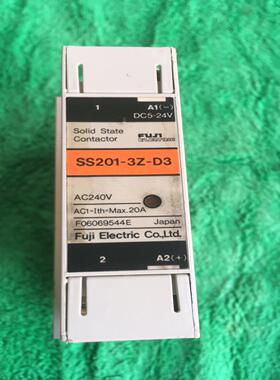 1 A1(−)
DC5-24V
Solid State
Contactor
FUJI
ELECTRIC
SS201-3Z-D3
AC240V
AC1-Ith-Max.20A
F06069544E Japan
Fuji Electric Co.,Ltd.
2 A2(+)